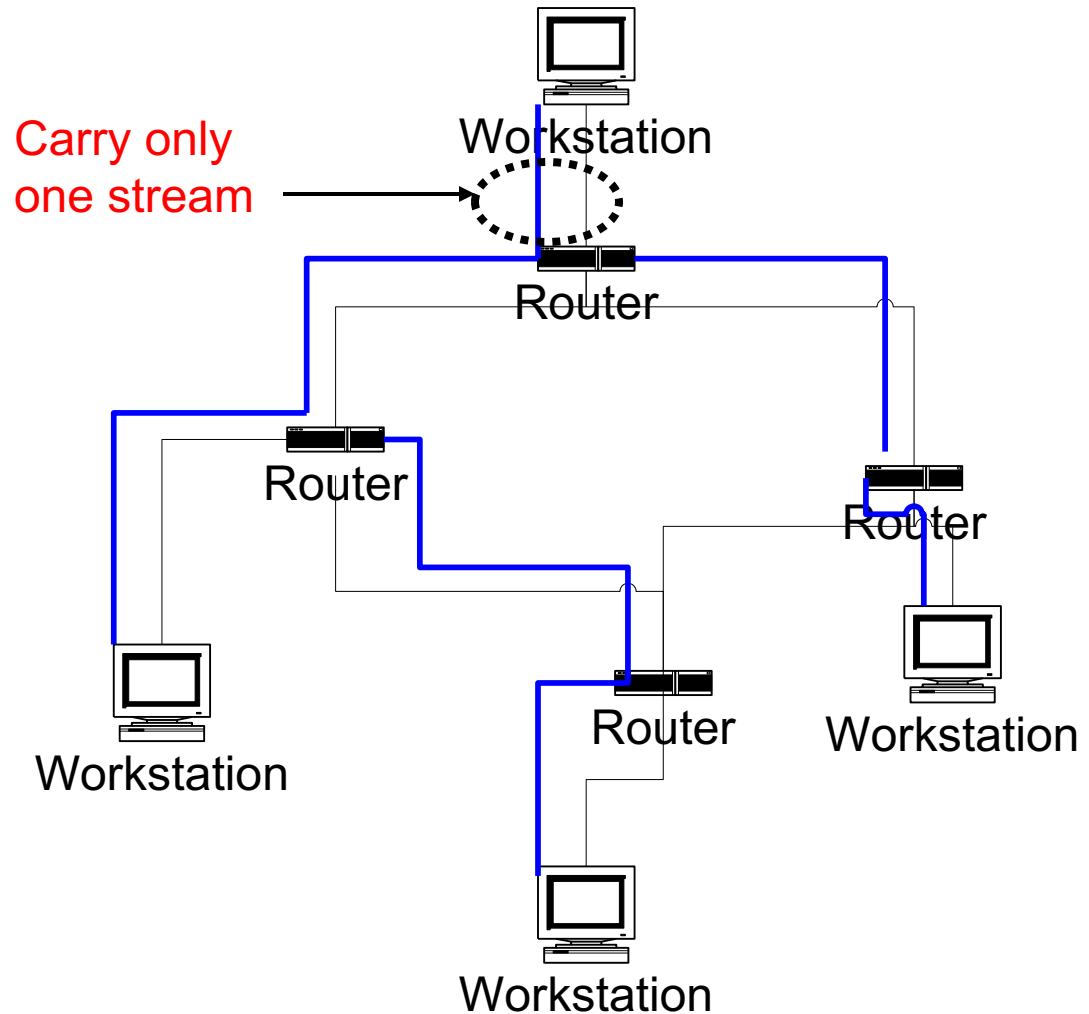 Workstation
Carry only
one stream
Router
Router
Router
Router
Workstation
Workstation
Workstation